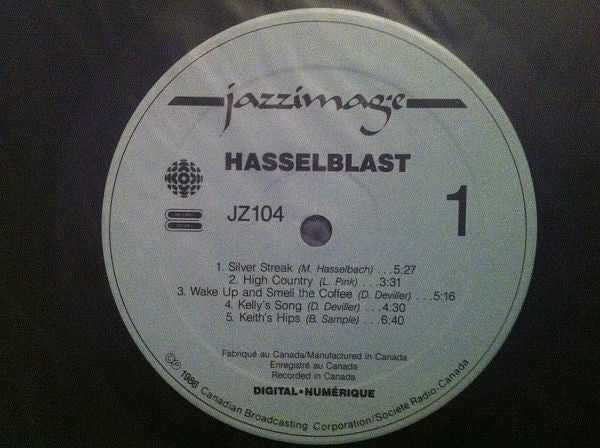 jazzimage
HASSELBLAST
JZ104
1
1. Silver Streak (M. Hasselbach) ...5:27
2. High Country (L. Pink) ...3:31
3. Wake Up and Smell the Coffee (D. Deviller) ...5:16
4. Kelly's Song (D. Deviller) ...4:30
5. Keith's Hips (B. Sample) ...6:40
Fabriqué au Canada/Manufactured in Canada
Enregistré au Canada
Recorded in Canada
DIGITAL•NUMÉRIQUE
©℗ 1986 Canadian Broadcasting Corporation/Société Radio-Canada